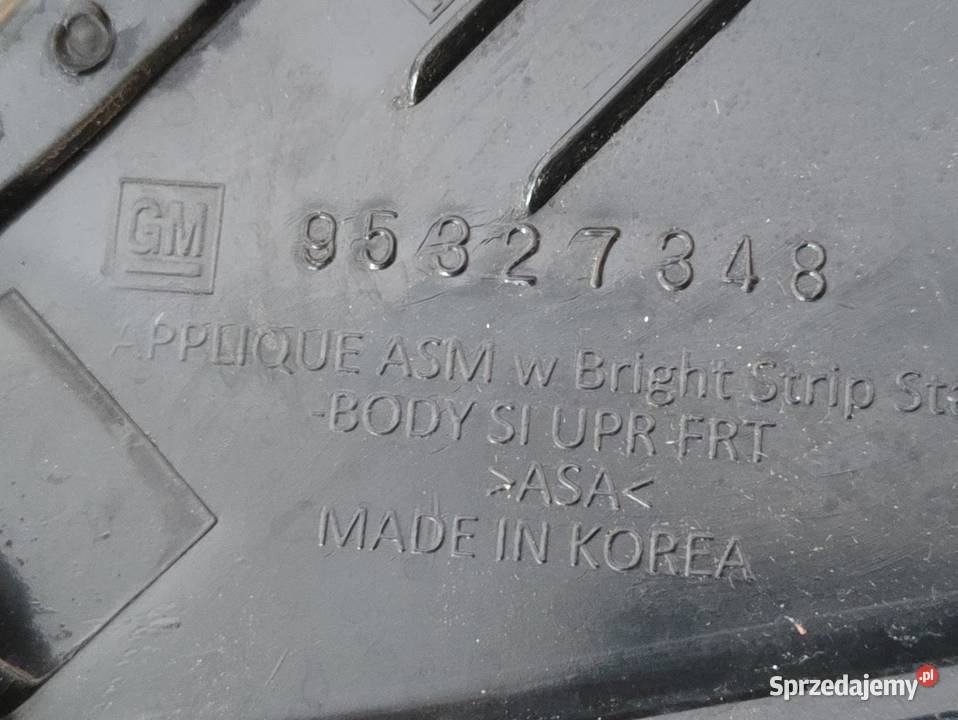 GM 95327348
APPLIQUE ASM w Bright Strip
-BODY SI UPR FRT
>ASA<
MADE IN KOREA
Sprzedajemy.pl